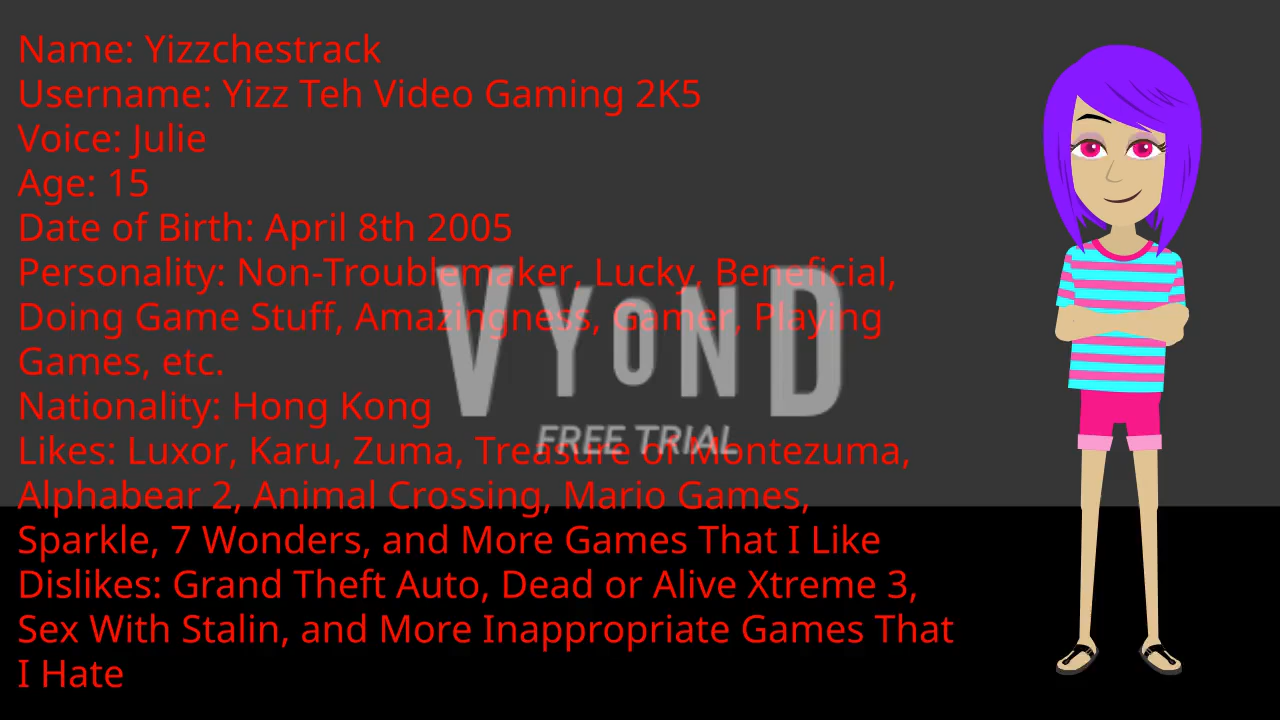 Name: Yizzchestrack
Username: Yizz Teh Video Gaming 2K5
Voice: Julie
Age: 15
Date of Birth: April 8th 2005
Personality: Non-Troublemaker, Lucky, Beneficial,
Doing Game Stuff, Amazingness, Gamer, Playing
Games, etc.
Nationality: Hong Kong
Likes: Luxor, Karu, Zuma, Treasure of Montezuma,
Alphabear 2, Animal Crossing, Mario Games,
Sparkle, 7 Wonders, and More Games That I Like
Dislikes: Grand Theft Auto, Dead or Alive Xtreme 3,
Sex With Stalin, and More Inappropriate Games That
I Hate
VYOND
FREE TRIAL